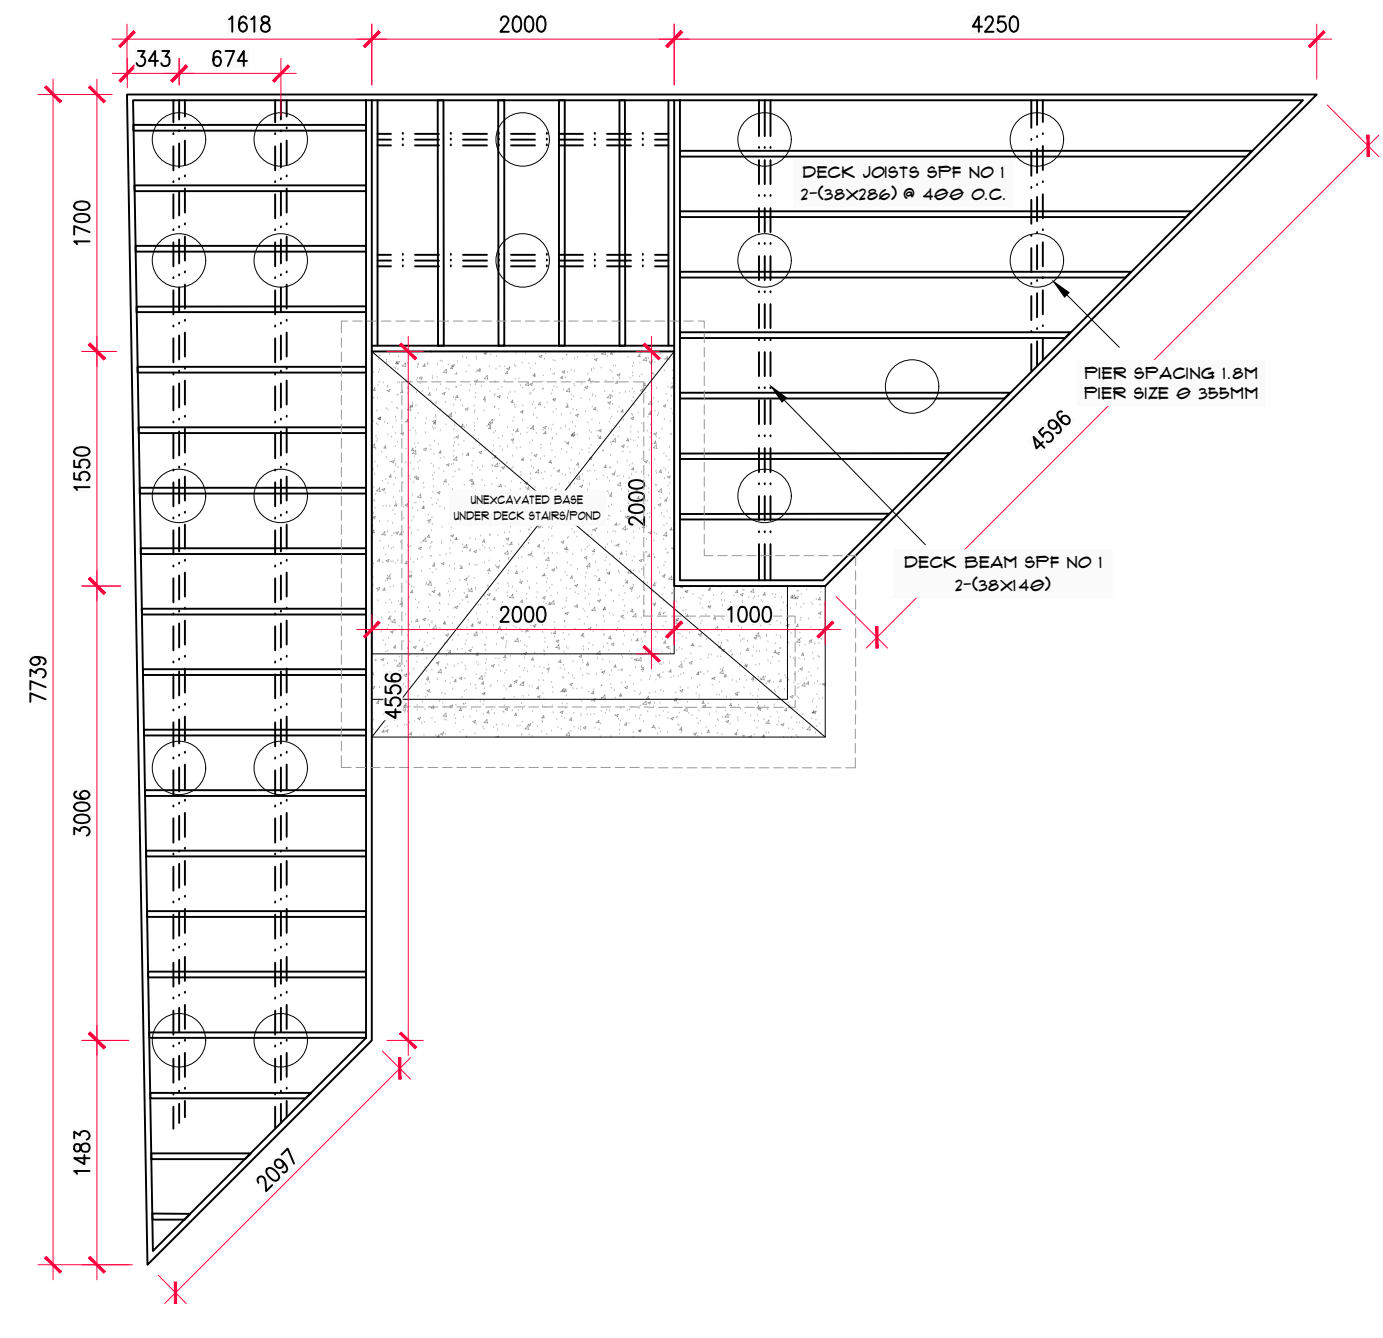 1618
2000
4250
343
674
1700
DECK JOISTS SPF NO 1
2-(38X286) @ 400 O.C.
PIER SPACING 1.8M
PIER SIZE Ø 355MM
4596
1550
UNEXCAVATED BASE
UNDER DECK STAIRS/POND
2000
DECK BEAM SPF NO 1
2-(38X140)
2000
1000
7739
4556
3006
1483
2097